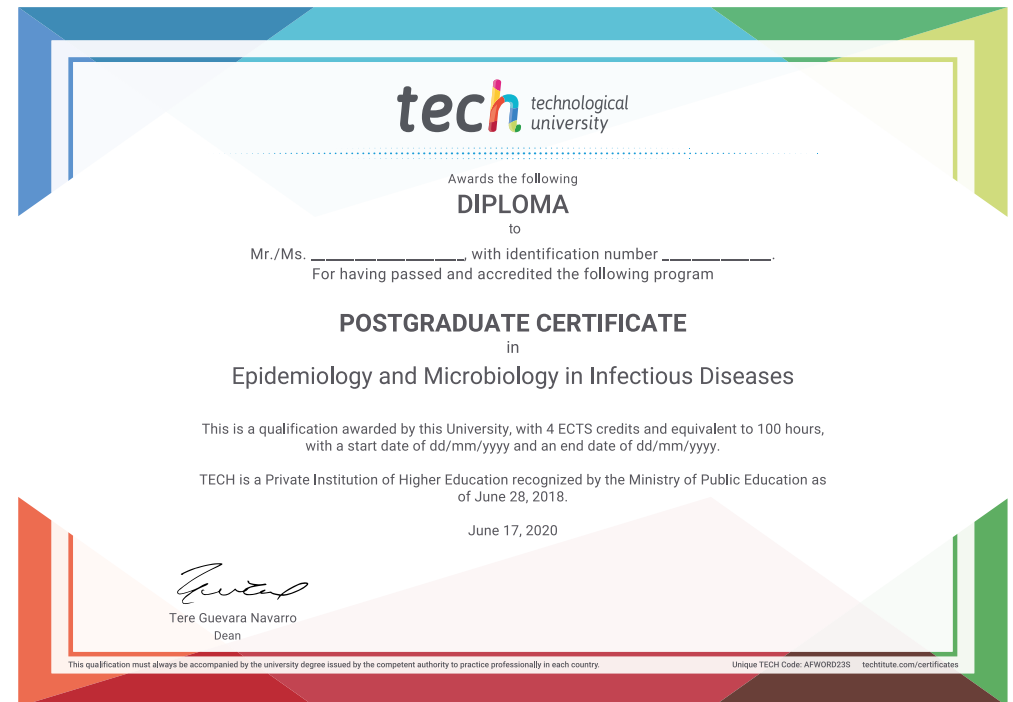 tech technological
university
Awards the following
DIPLOMA
to
Mr./Ms. ____________________, with identification number ______________.
For having passed and accredited the following program
POSTGRADUATE CERTIFICATE
in
Epidemiology and Microbiology in Infectious Diseases
This is a qualification awarded by this University, with 4 ECTS credits and equivalent to 100 hours,
with a start date of dd/mm/yyyy and an end date of dd/mm/yyyy.
TECH is a Private Institution of Higher Education recognized by the Ministry of Public Education as
of June 28, 2018.
June 17, 2020
Tere Guevara Navarro
Dean
This qualification must always be accompanied by the university degree issued by the competent authority to practice professionally in each country.
Unique TECH Code: AFWORD23S techtitute.com/certificates